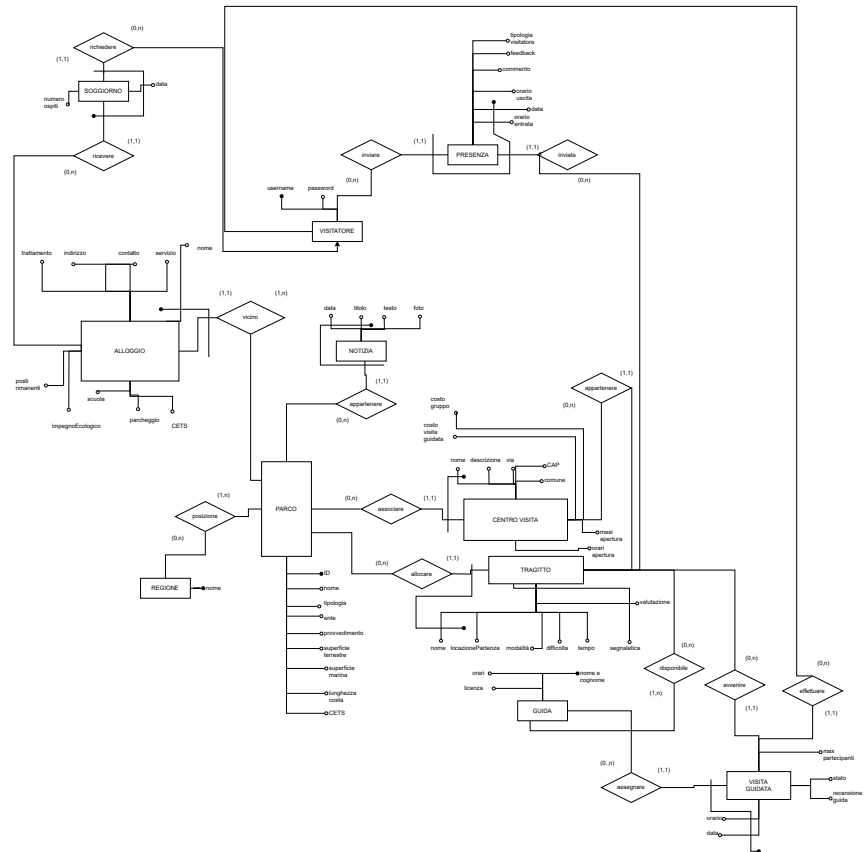 (0,n)
richiedere
(1,1)
SOGGIORNO
data
numero
ospiti
(1,1)
ricevere
(0,n)
tipologia
visitatore
feedback
commento
orario
uscita
data
orario
entrata
(1,1)
PRESENZA
(1,1)
inviata
inviare
(0,n)
(0,n)
username
password
VISITATORE
nome
trattamento
indirizzo
contatto
servizio
(1,1)
(1,n)
vicino
ALLOGGIO
posti
rimanenti
scuola
impegnoEcologico
parcheggio
CETS
data
titolo
testo
foto
NOTIZIA
(1,1)
appartenere
(0,n)
(1,1)
appartenere
(0,n)
costo
gruppo
costo
visita
guidata
nome
descrizione
via
CAP
comune
(1,n)
posizione
PARCO
(0,n)
associare
(1,1)
CENTRO VISITA
mesi
apertura
orari
apertura
(0,n)
REGIONE
nome
(0,n)
allocare
(1,1)
TRAGITTO
ID
nome
tipologia
ente
provvedimento
superficie
terrestre
superficie
marina
lunghezza
costa
CETS
valutazione
nome
locazionePartenza
modalità
difficolta
tempo
segnaletica
(0,n)
disponibile
(1,n)
(0,n)
avvenire
(1,1)
(0,n)
effettuare
(1,1)
orari
nome e
cognome
licenza
GUIDA
(0,.n)
(1,1)
assegnare
max
partecipanti
VISITA
GUIDATA
stato
recensione
guida
orario
data